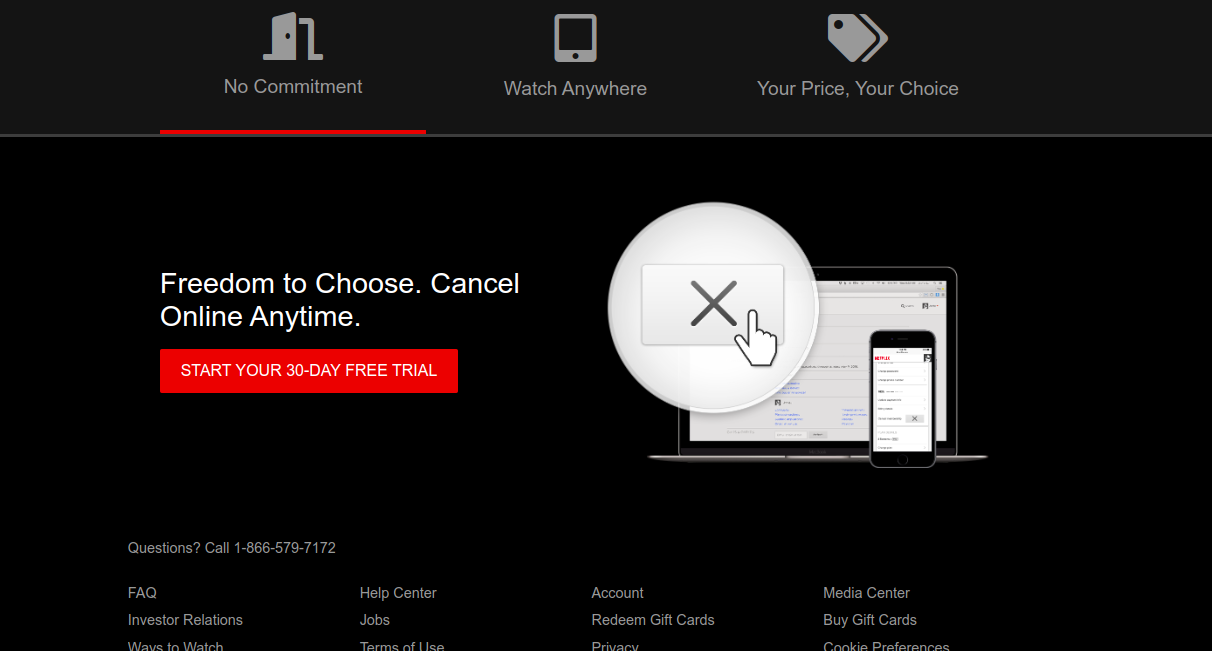 No Commitment
Watch Anywhere
Your Price, Your Choice
Freedom to Choose. Cancel
Online Anytime.
START YOUR 30-DAY FREE TRIAL
NETFLIX
Questions? Call 1-866-579-7172
FAQ
Help Center
Account
Media Center
Investor Relations
Jobs
Redeem Gift Cards
Buy Gift Cards
Ways to Watch
Terms of Use
Privacy
Cookie Preferences